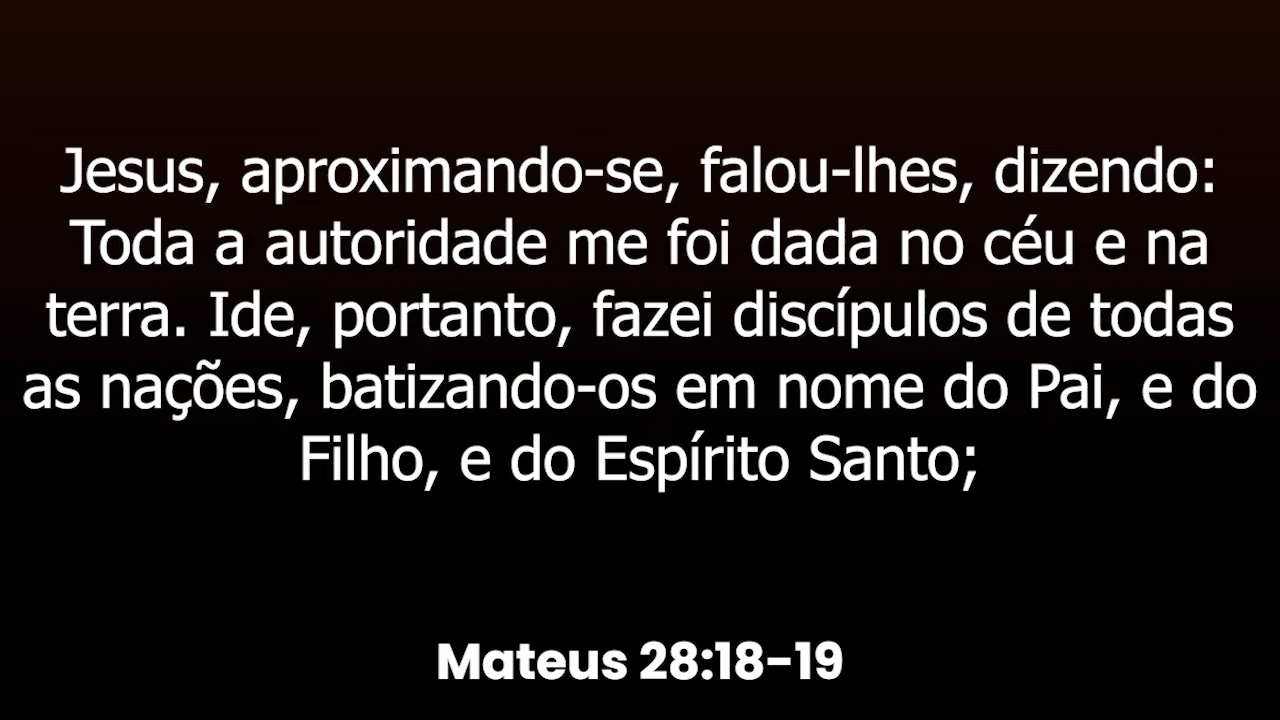 Jesus, aproximando-se, falou-lhes, dizendo:
Toda a autoridade me foi dada no céu e na
terra. Ide, portanto, fazei discípulos de todas
as nações, batizando-os em nome do Pai, e do
Filho, e do Espírito Santo;
Mateus 28:18-19